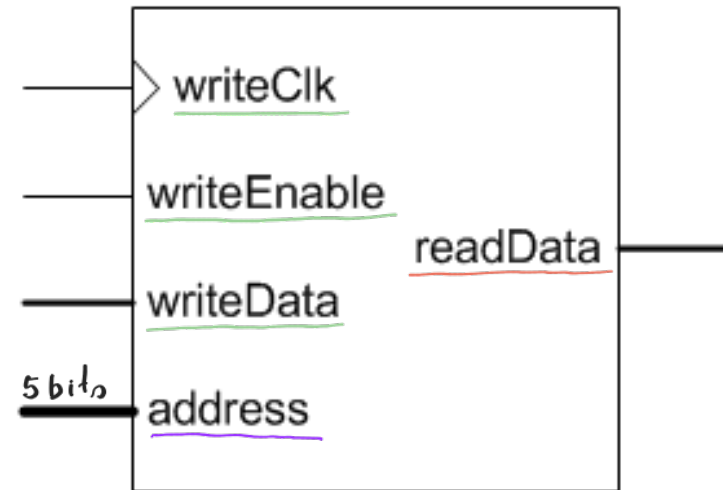 writeClk
writeEnable
readData
writeData
5 bits
address